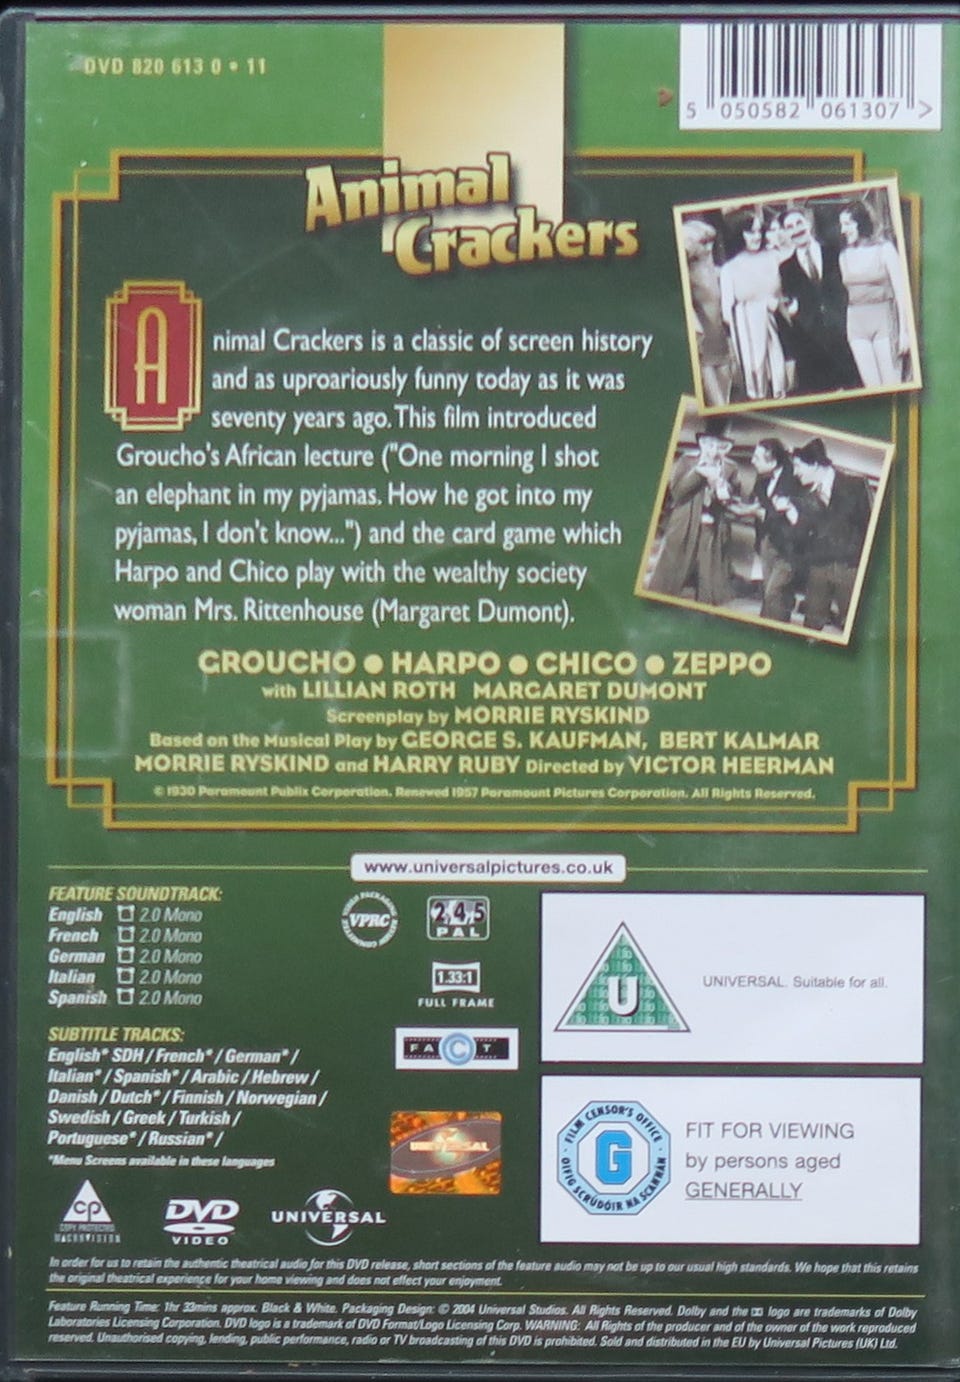 DVD 820 613 0 • 11
5 050582 061307 >
Animal
Crackers
A
nimal Crackers is a classic of screen history
and as uproariously funny today as it was
seventy years ago. This film introduced
Groucho's African lecture ("One morning I shot
an elephant in my pyjamas. How he got into my
pyjamas, I don't know...") and the card game which
Harpo and Chico play with the wealthy society
woman Mrs. Rittenhouse (Margaret Dumont).
GROUCHO ● HARPO ● CHICO ● ZEPPO
with LILLIAN ROTH MARGARET DUMONT
Screenplay by MORRIE RYSKIND
Based on the Musical Play by GEORGE S. KAUFMAN, BERT KALMAR
MORRIE RYSKIND and HARRY RUBY Directed by VICTOR HEERMAN
© 1930 Paramount Publix Corporation. Renewed 1957 Paramount Pictures Corporation. All Rights Reserved.
www.universalpictures.co.uk
FEATURE SOUNDTRACK:
English 2.0 Mono
French 2.0 Mono
German 2.0 Mono
Italian 2.0 Mono
Spanish 2.0 Mono
SUBTITLE TRACKS:
English* SDH / French* / German* /
Italian* / Spanish* / Arabic / Hebrew /
Danish / Dutch* / Finnish / Norwegian /
Swedish / Greek / Turkish /
Portuguese* / Russian* /
*Menu Screens available in these languages
VPRC
2 4 5
PAL
1.33:1
FULL FRAME
FACT
UNIVERSAL
U
UNIVERSAL. Suitable for all.
FILM CENSOR'S OFFICE
G
OIFIG SCRÚDÓIR NA SCANNÁN
FIT FOR VIEWING
by persons aged
GENERALLY
CP
COPY PROTECTED
MACROVISION
DVD
VIDEO
UNIVERSAL
In order for us to retain the authentic theatrical audio for this DVD release, short sections of the feature audio may not be up to our usual high standards. We hope that this retains
the original theatrical experience for your home viewing and does not effect your enjoyment.
Feature Running Time: 1hr 33mins approx. Black & White. Packaging Design: © 2004 Universal Studios. All Rights Reserved. Dolby and the logo are trademarks of Dolby
Laboratories Licensing Corporation. DVD logo is a trademark of DVD Format/Logo Licensing Corp. WARNING: All Rights of the producer and of the owner of the work reproduced
reserved. Unauthorised copying, lending, public performance, radio or TV broadcasting of this DVD is prohibited. Sold and distributed in the EU by Universal Pictures (UK) Ltd.